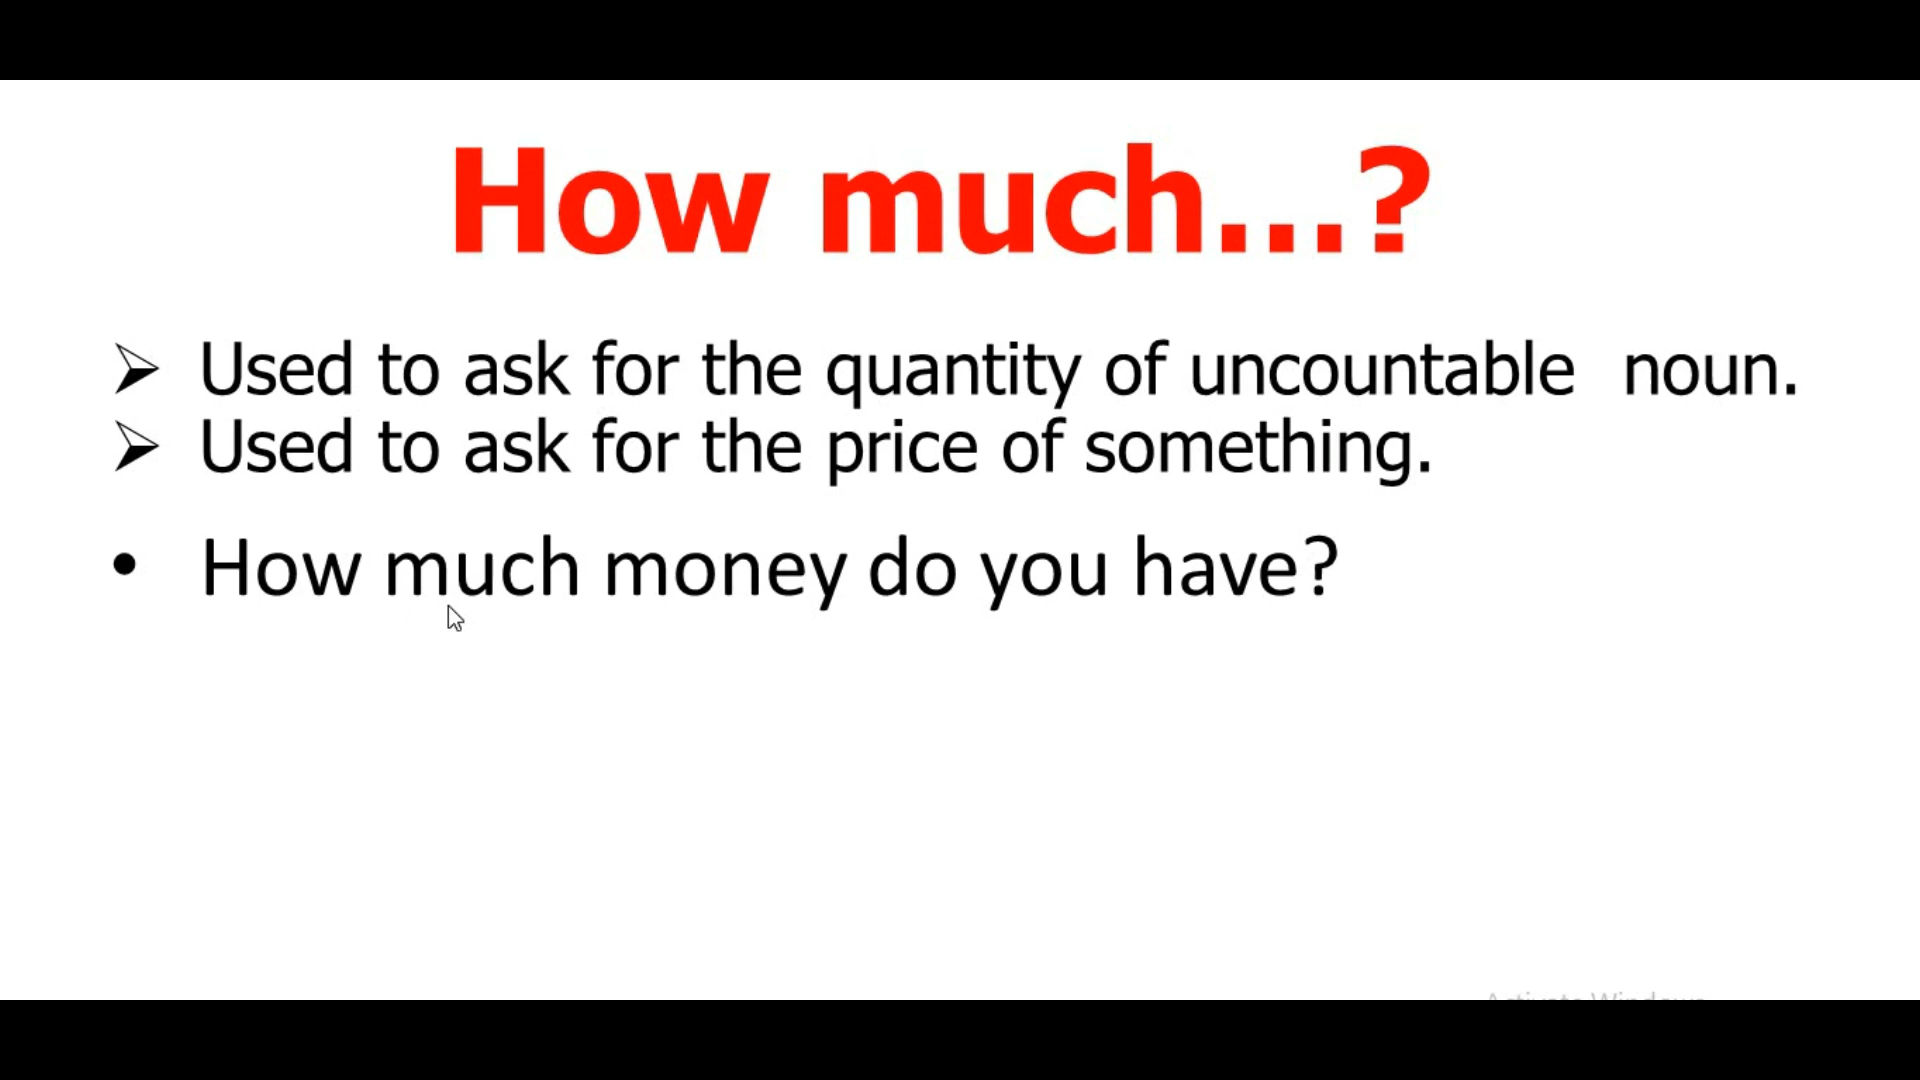 How much...?
➢ Used to ask for the quantity of uncountable noun.
➢ Used to ask for the price of something.
• How much money do you have?